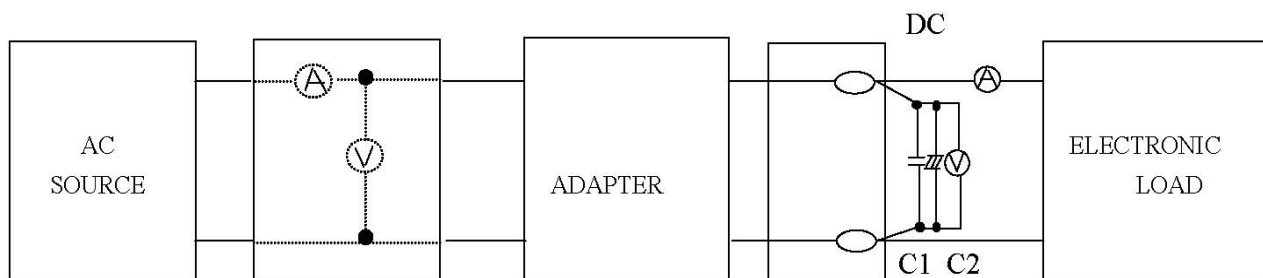 DC
A
A
V
V
AC
SOURCE
ADAPTER
ELECTRONIC
LOAD
C1 C2